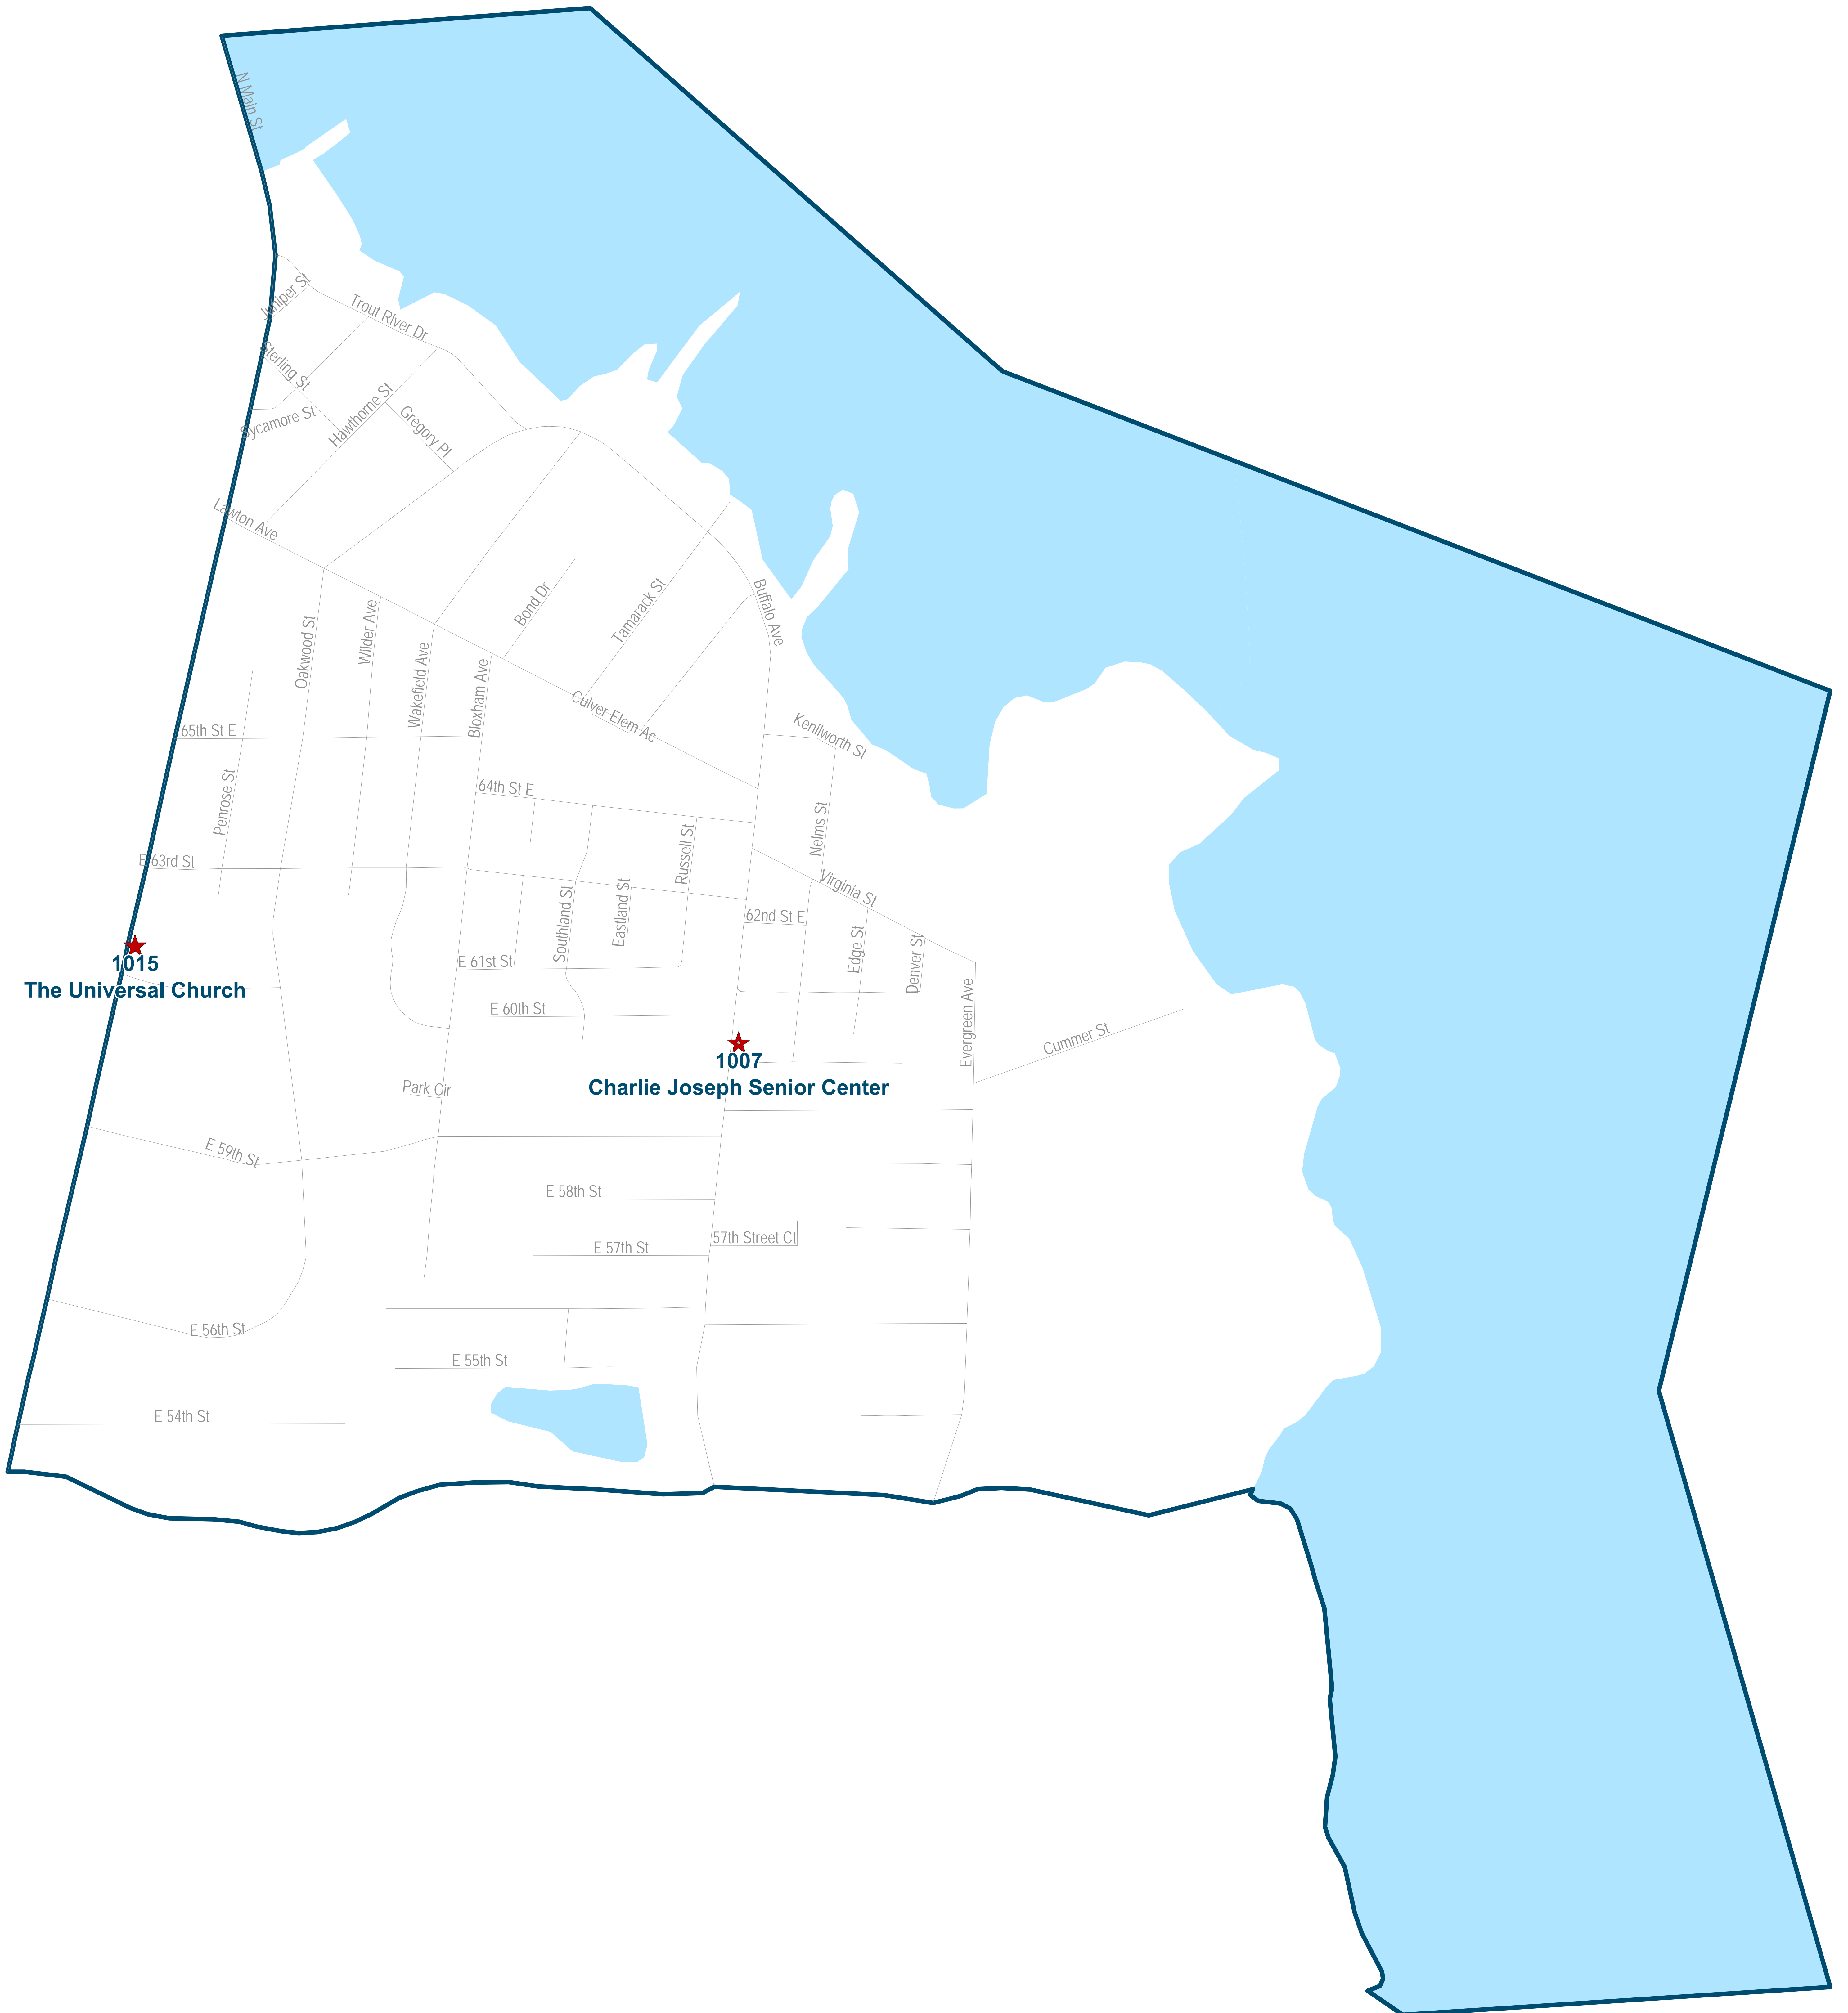 N Main St
Juniper St
Trout River Dr
Sterling St
Sycamore St
Hawthorne St
Gregory Pl
Lawton Ave
Bond Dr
Tamarack St
Buffalo Ave
Oakwood St
Wilder Ave
Wakefield Ave
Bloxham Ave
Culver Elem Ac
Kenilworth St
65th St E
Penrose St
64th St E
Russell St
Nelms St
E 63rd St
Virginia St
Southland St
Eastland St
62nd St E
Edge St
Denver St
E 61st St
1015
The Universal Church
E 60th St
Evergreen Ave
Cummer St
1007
Charlie Joseph Senior Center
Park Cir
E 59th St
E 58th St
57th Street Ct
E 57th St
E 56th St
E 55th St
E 54th St